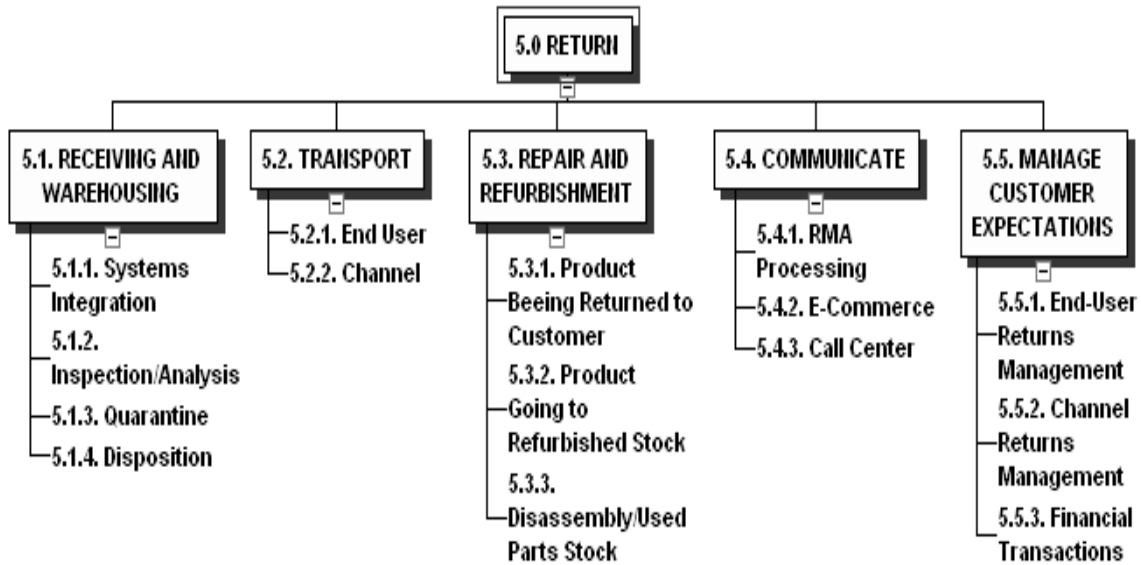 5.0 RETURN
5.1. RECEIVING AND
WAREHOUSING
5.1.1. Systems
Integration
5.1.2.
Inspection/Analysis
5.1.3. Quarantine
5.1.4. Disposition
5.2. TRANSPORT
5.2.1. End User
5.2.2. Channel
5.3. REPAIR AND
REFURBISHMENT
5.3.1. Product
Beeing Returned to
Customer
5.3.2. Product
Going to
Refurbished Stock
5.3.3.
Disassembly/Used
Parts Stock
5.4. COMMUNICATE
5.4.1. RMA
Processing
5.4.2. E-Commerce
5.4.3. Call Center
5.5. MANAGE
CUSTOMER
EXPECTATIONS
5.5.1. End-User
Returns
Management
5.5.2. Channel
Returns
Management
5.5.3. Financial
Transactions